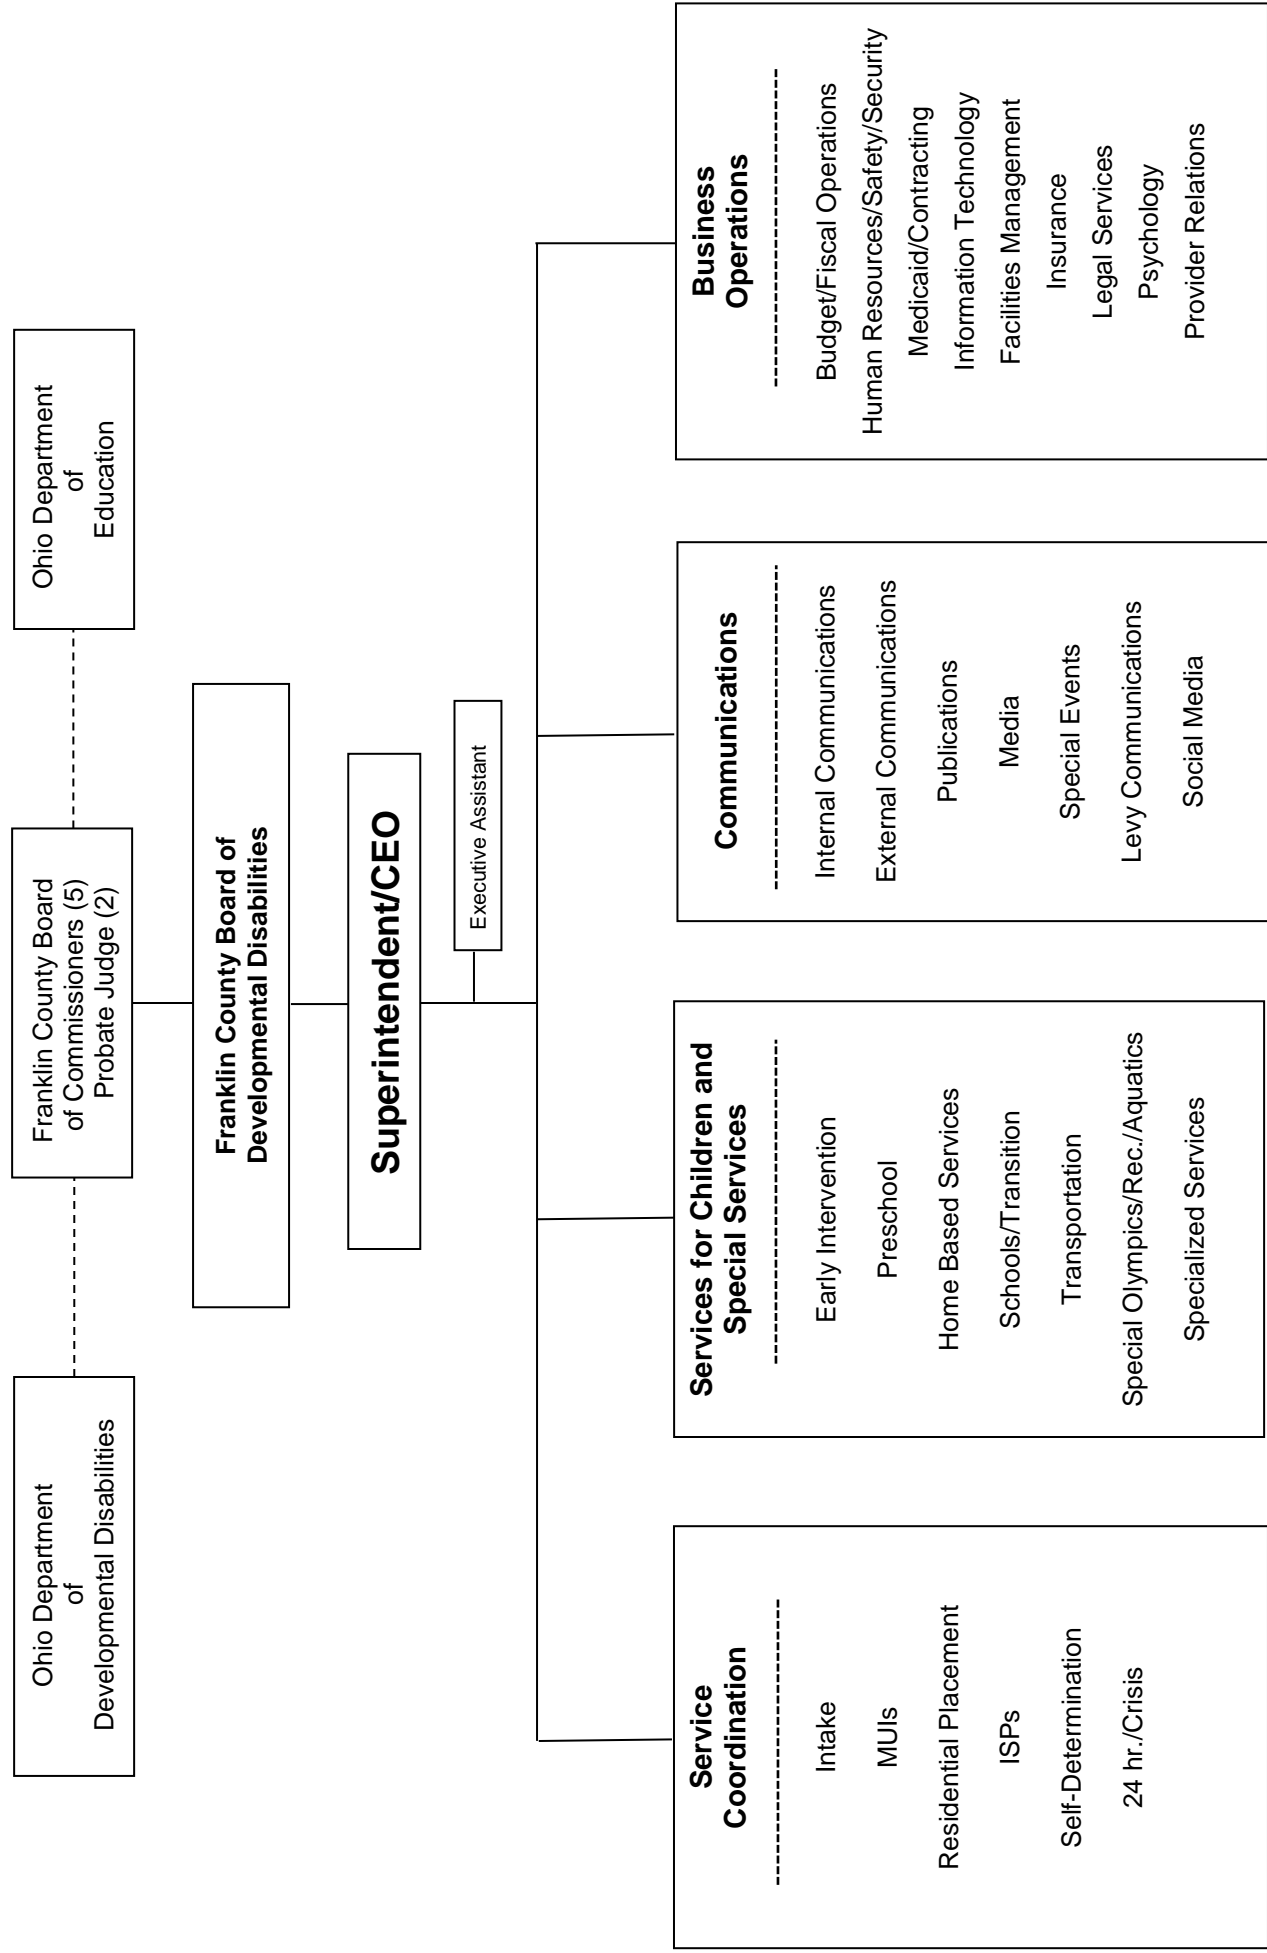 Ohio Department
of
Developmental Disabilities
Franklin County Board
of Commissioners (5)
Probate Judge (2)
Ohio Department
of
Education
Franklin County Board of
Developmental Disabilities
Superintendent/CEO
Executive Assistant
Service
Coordination
Intake
MUIs
Residential Placement
ISPs
Self-Determination
24 hr./Crisis
Services for Children and
Special Services
Early Intervention
Preschool
Home Based Services
Schools/Transition
Transportation
Special Olympics/Rec./Aquatics
Specialized Services
Communications
Internal Communications
External Communications
Publications
Media
Special Events
Levy Communications
Social Media
Business
Operations
Budget/Fiscal Operations
Human Resources/Safety/Security
Medicaid/Contracting
Information Technology
Facilities Management
Insurance
Legal Services
Psychology
Provider Relations